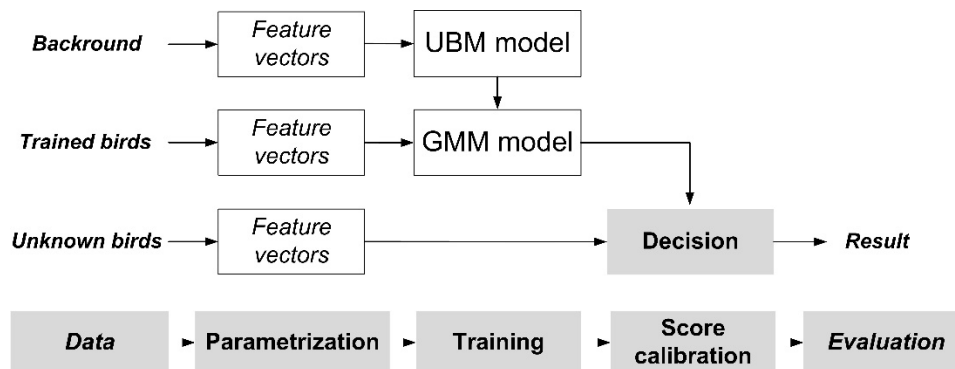 Backround
Feature
vectors
UBM model
Trained birds
Feature
vectors
GMM model
Unknown birds
Feature
vectors
Decision
Result
Data
Parametrization
Training
Score
calibration
Evaluation